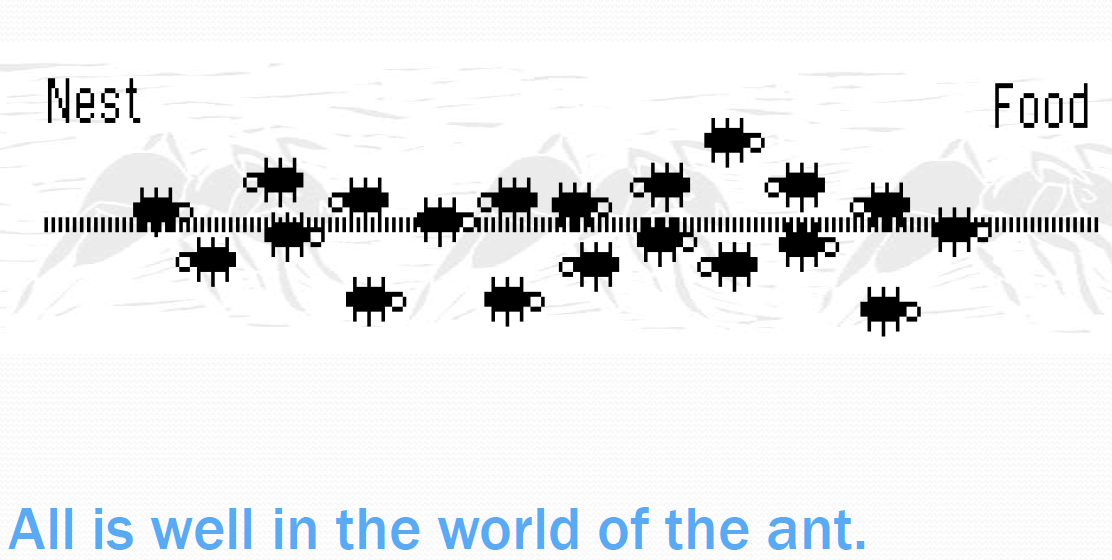 Nest Food
All is well in the world of the ant.